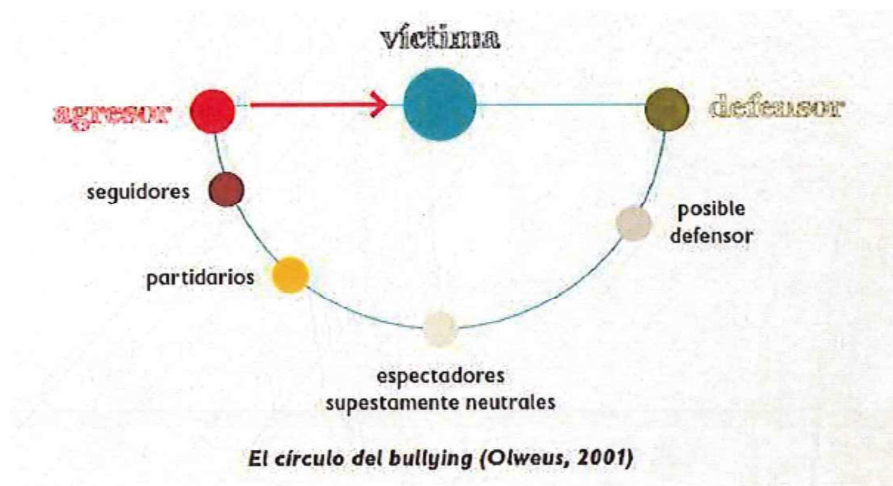 víctima
agresor
defensor
seguidores
posible
defensor
partidarios
espectadores
supestamente neutrales
El círculo del bullying (Olweus, 2001)